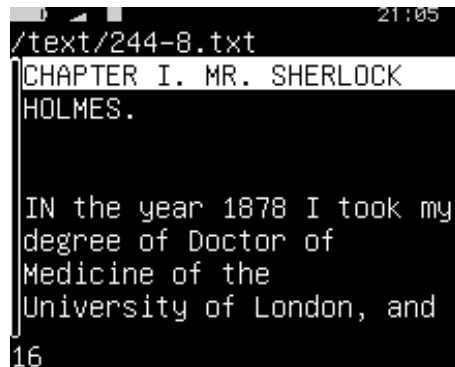 21:05
/text/244-8.txt
CHAPTER I. MR. SHERLOCK
HOLMES.
IN the year 1878 I took my
degree of Doctor of
Medicine of the
University of London, and
16